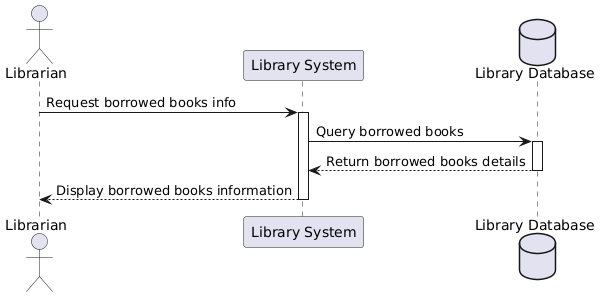 Librarian
Library System
Library Database
Request borrowed books info
Query borrowed books
Return borrowed books details
Display borrowed books information
Librarian
Library System
Library Database